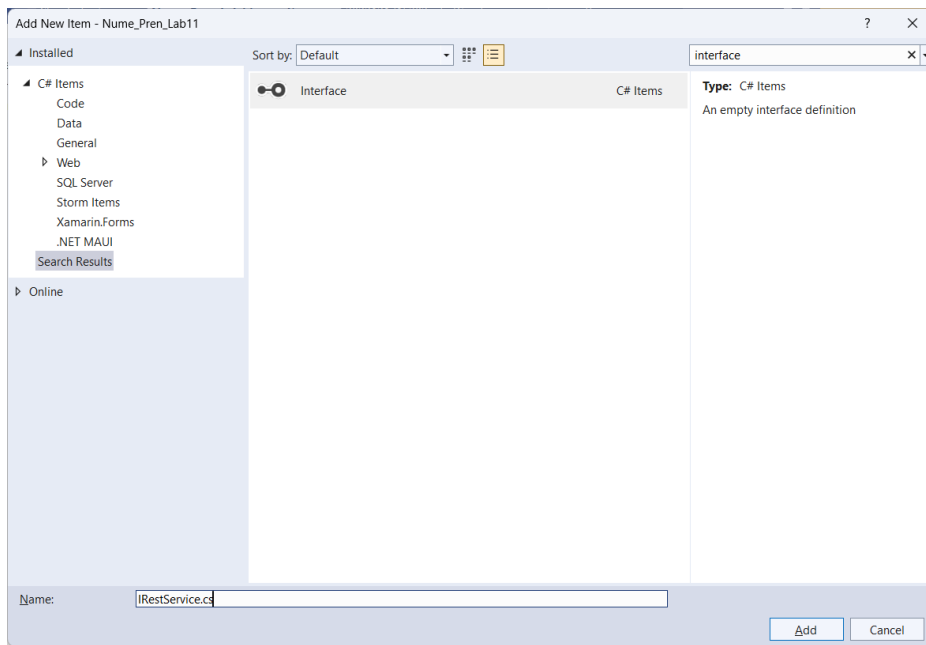 Add New Item - Nume_Pren_Lab11 ?
Installed
Sort by: Default
interface
C# Items
Code
Data
General
Web
SQL Server
Storm Items
Xamarin.Forms
.NET MAUI
Search Results
Online
Interface C# Items
Type: C# Items
An empty interface definition
Name: IRestService.cs
Add Cancel